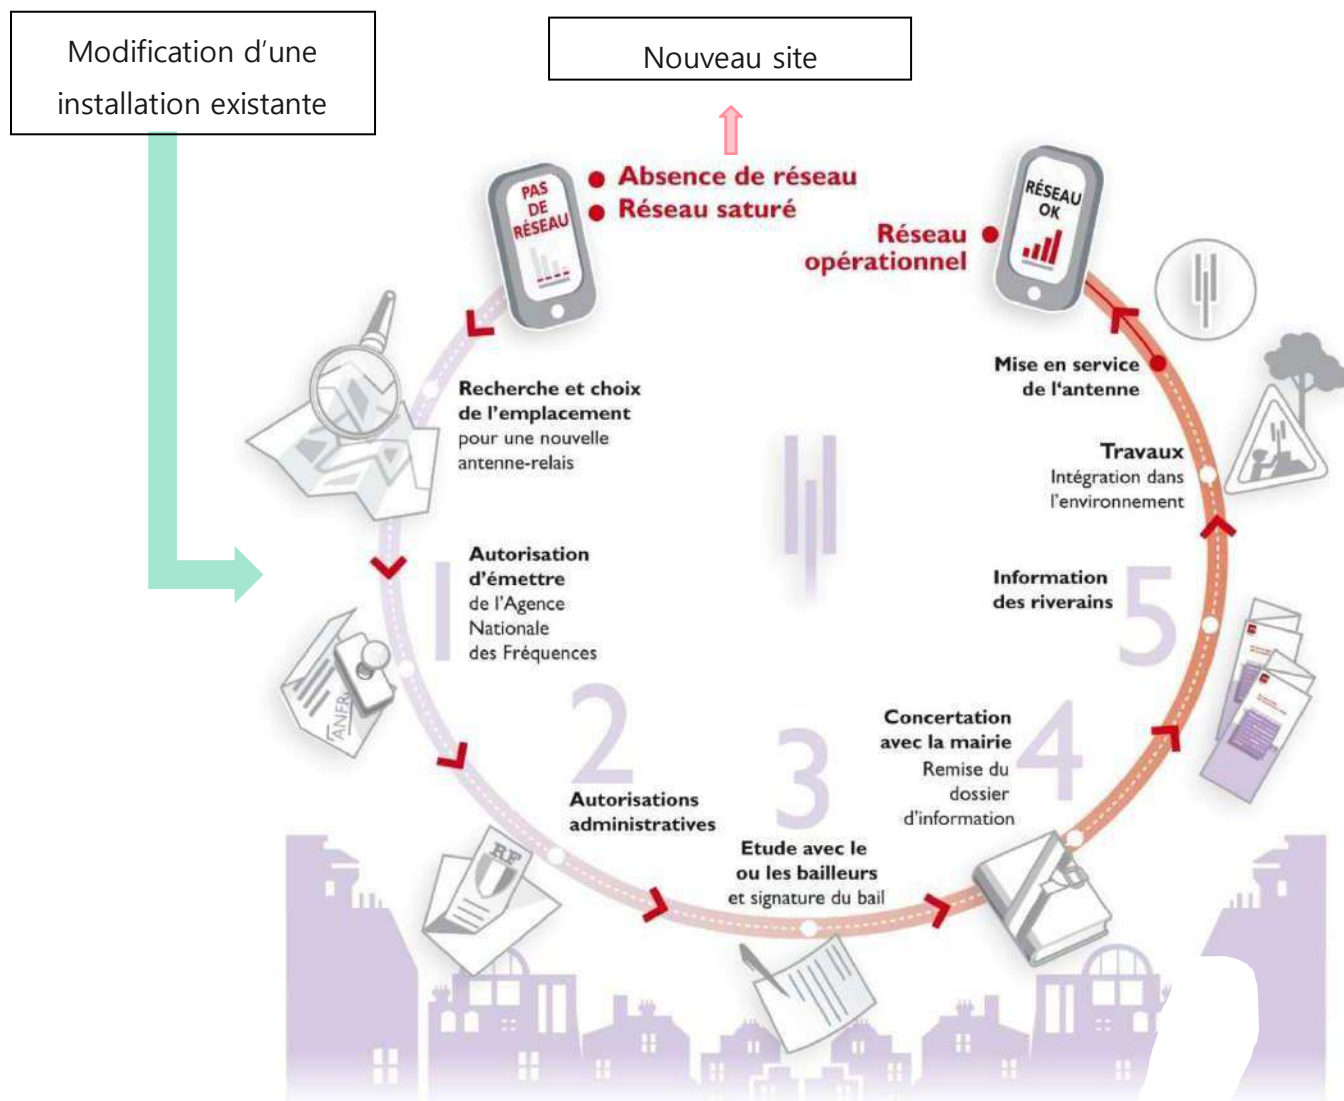 Modification d’une
installation existante
Nouveau site
PAS
DE
RÉSEAU
Absence de réseau
Réseau saturé
Réseau
opérationnel
RÉSEAU
OK
Recherche et choix
de l'emplacement
pour une nouvelle
antenne-relais
1
Autorisation
d'émettre
de l'Agence
Nationale
des Fréquences
ANFR
2
Autorisations
administratives
RF
3
Etude avec le
ou les bailleurs
et signature du bail
4
Concertation
avec la mairie
Remise du
dossier
d'information
5
Information
des riverains
Travaux
Intégration dans
l'environnement
Mise en service
de l'antenne